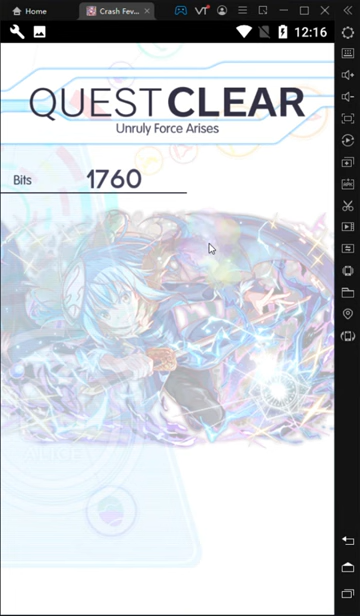 Home
Crash Fev...
12:16
QUEST CLEAR
Unruly Force Arises
Bits 1760